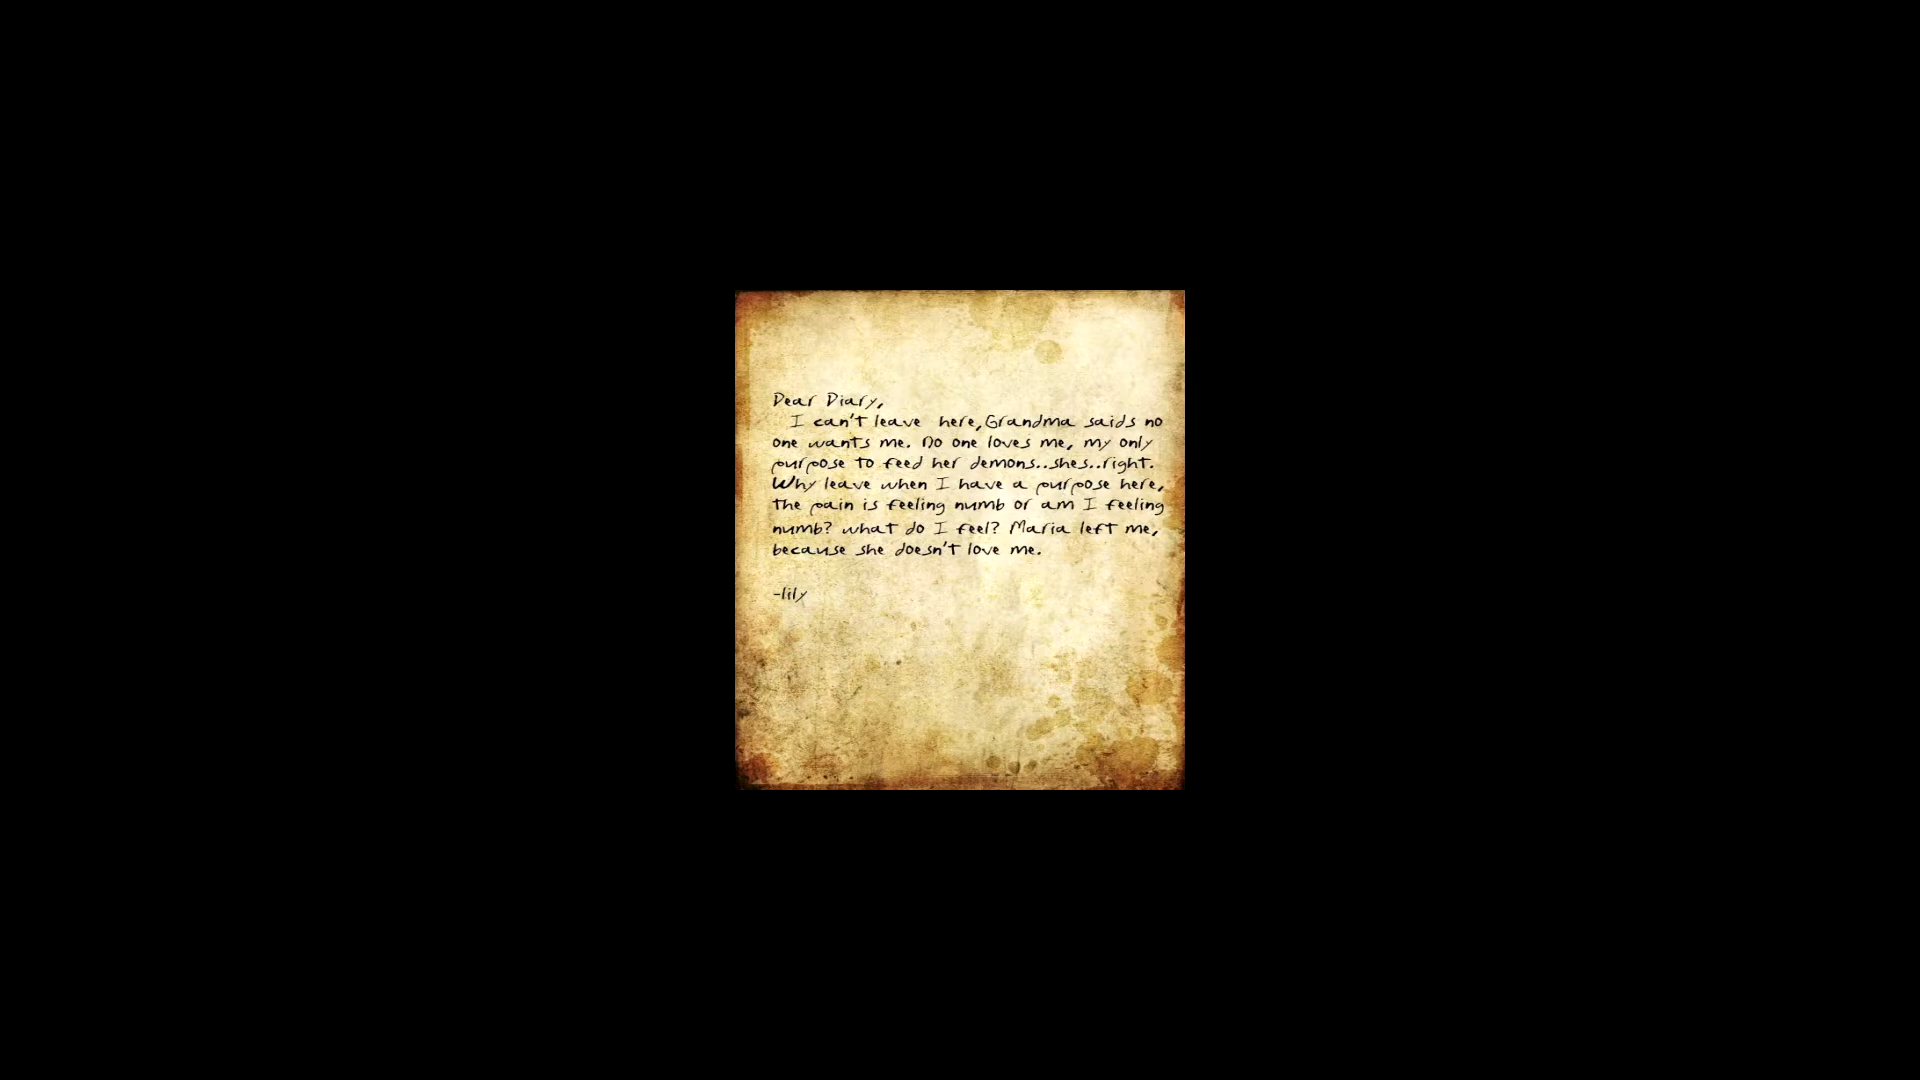 Dear Diary,
I can't leave here,Grandma saids no
one wants me. No one loves me, my only
purpose to feed her demons..shes..right.
Why leave when I have a purpose here,
the pain is feeling numb or am I feeling
numb? what do I feel? Maria left me,
because she doesn't love me.
-lily